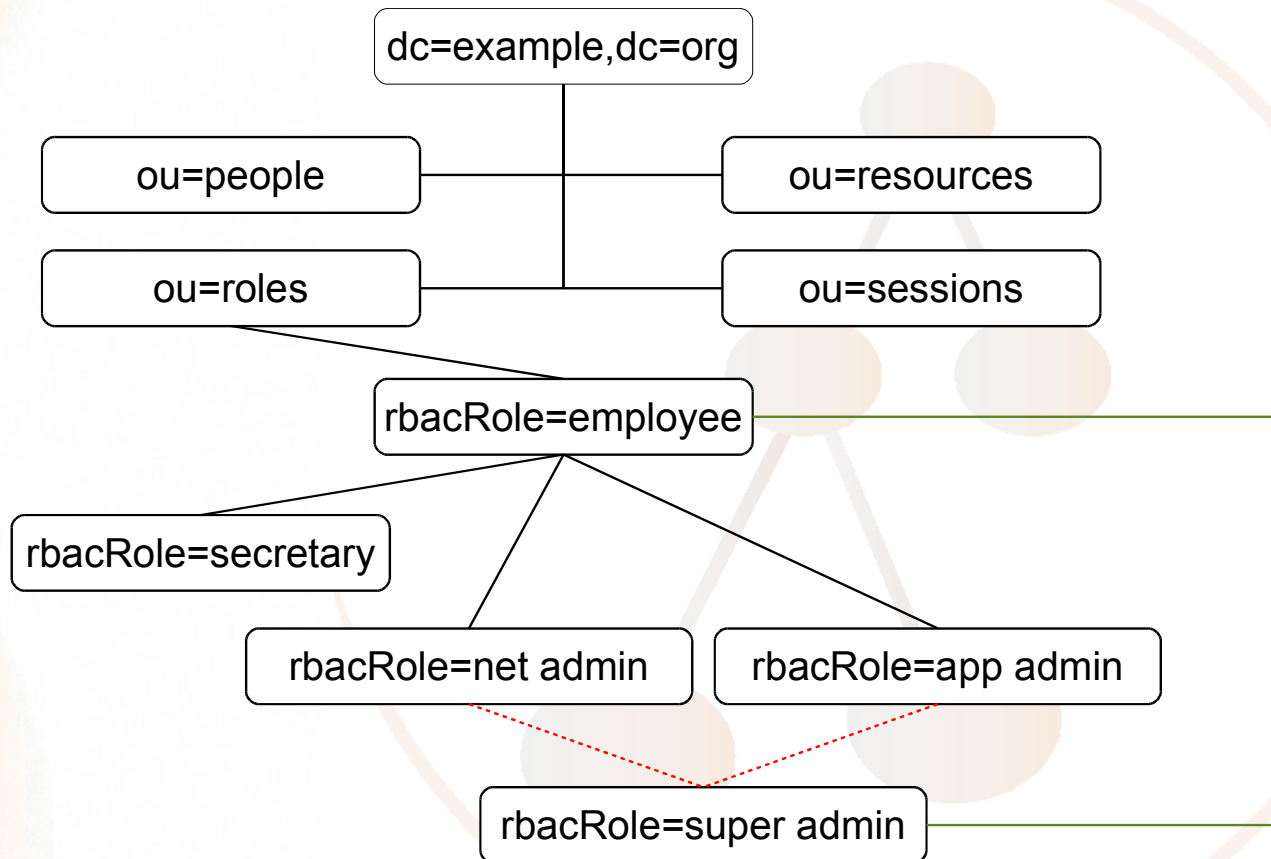 dc=example,dc=org
ou=people
ou=resources
ou=roles
ou=sessions
rbacRole=employee
rbacRole=secretary
rbacRole=net admin
rbacRole=app admin
rbacRole=super admin